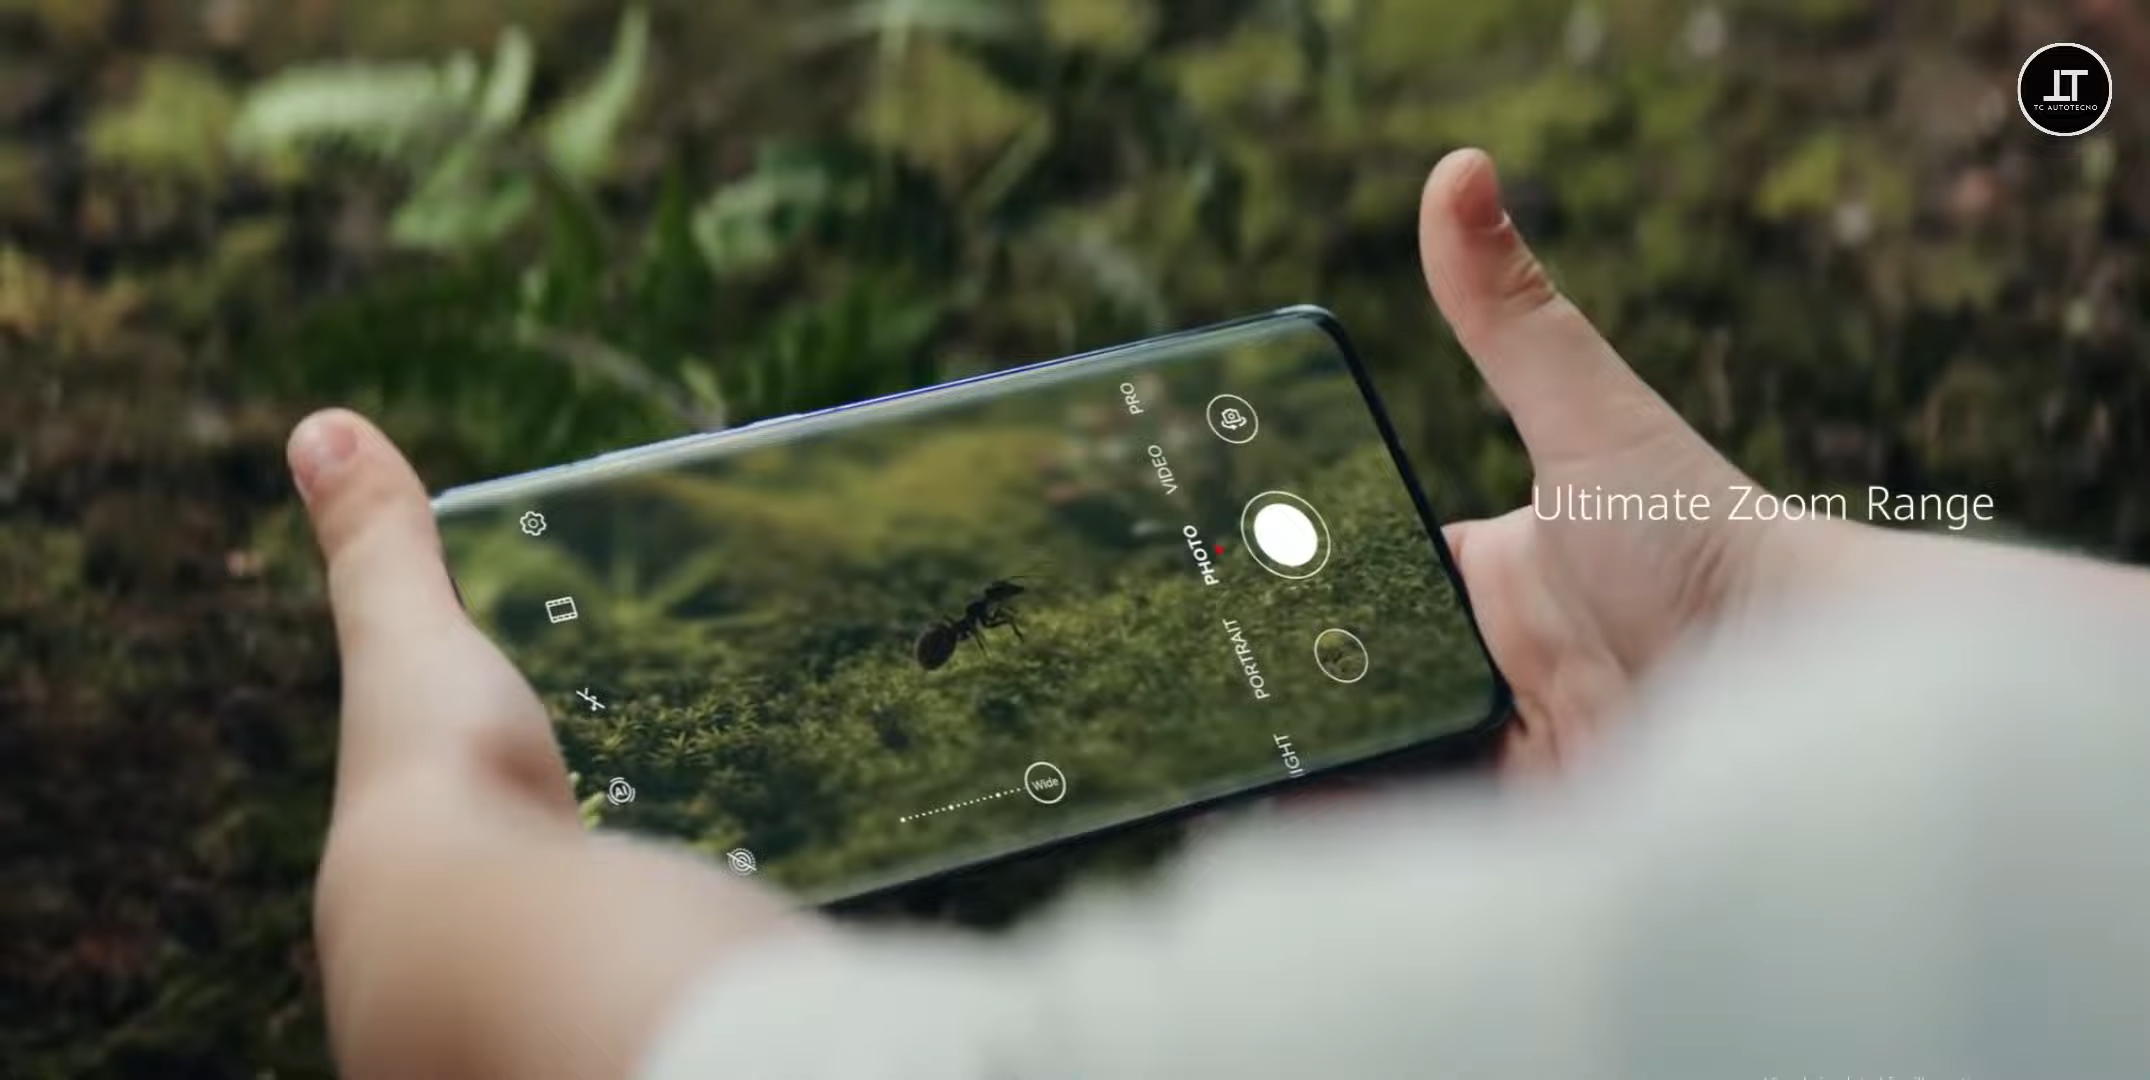 TC AUTOTECNO
Ultimate Zoom Range
PRO
VIDEO
PHOTO
PORTRAIT
IGHT
Wide
AI